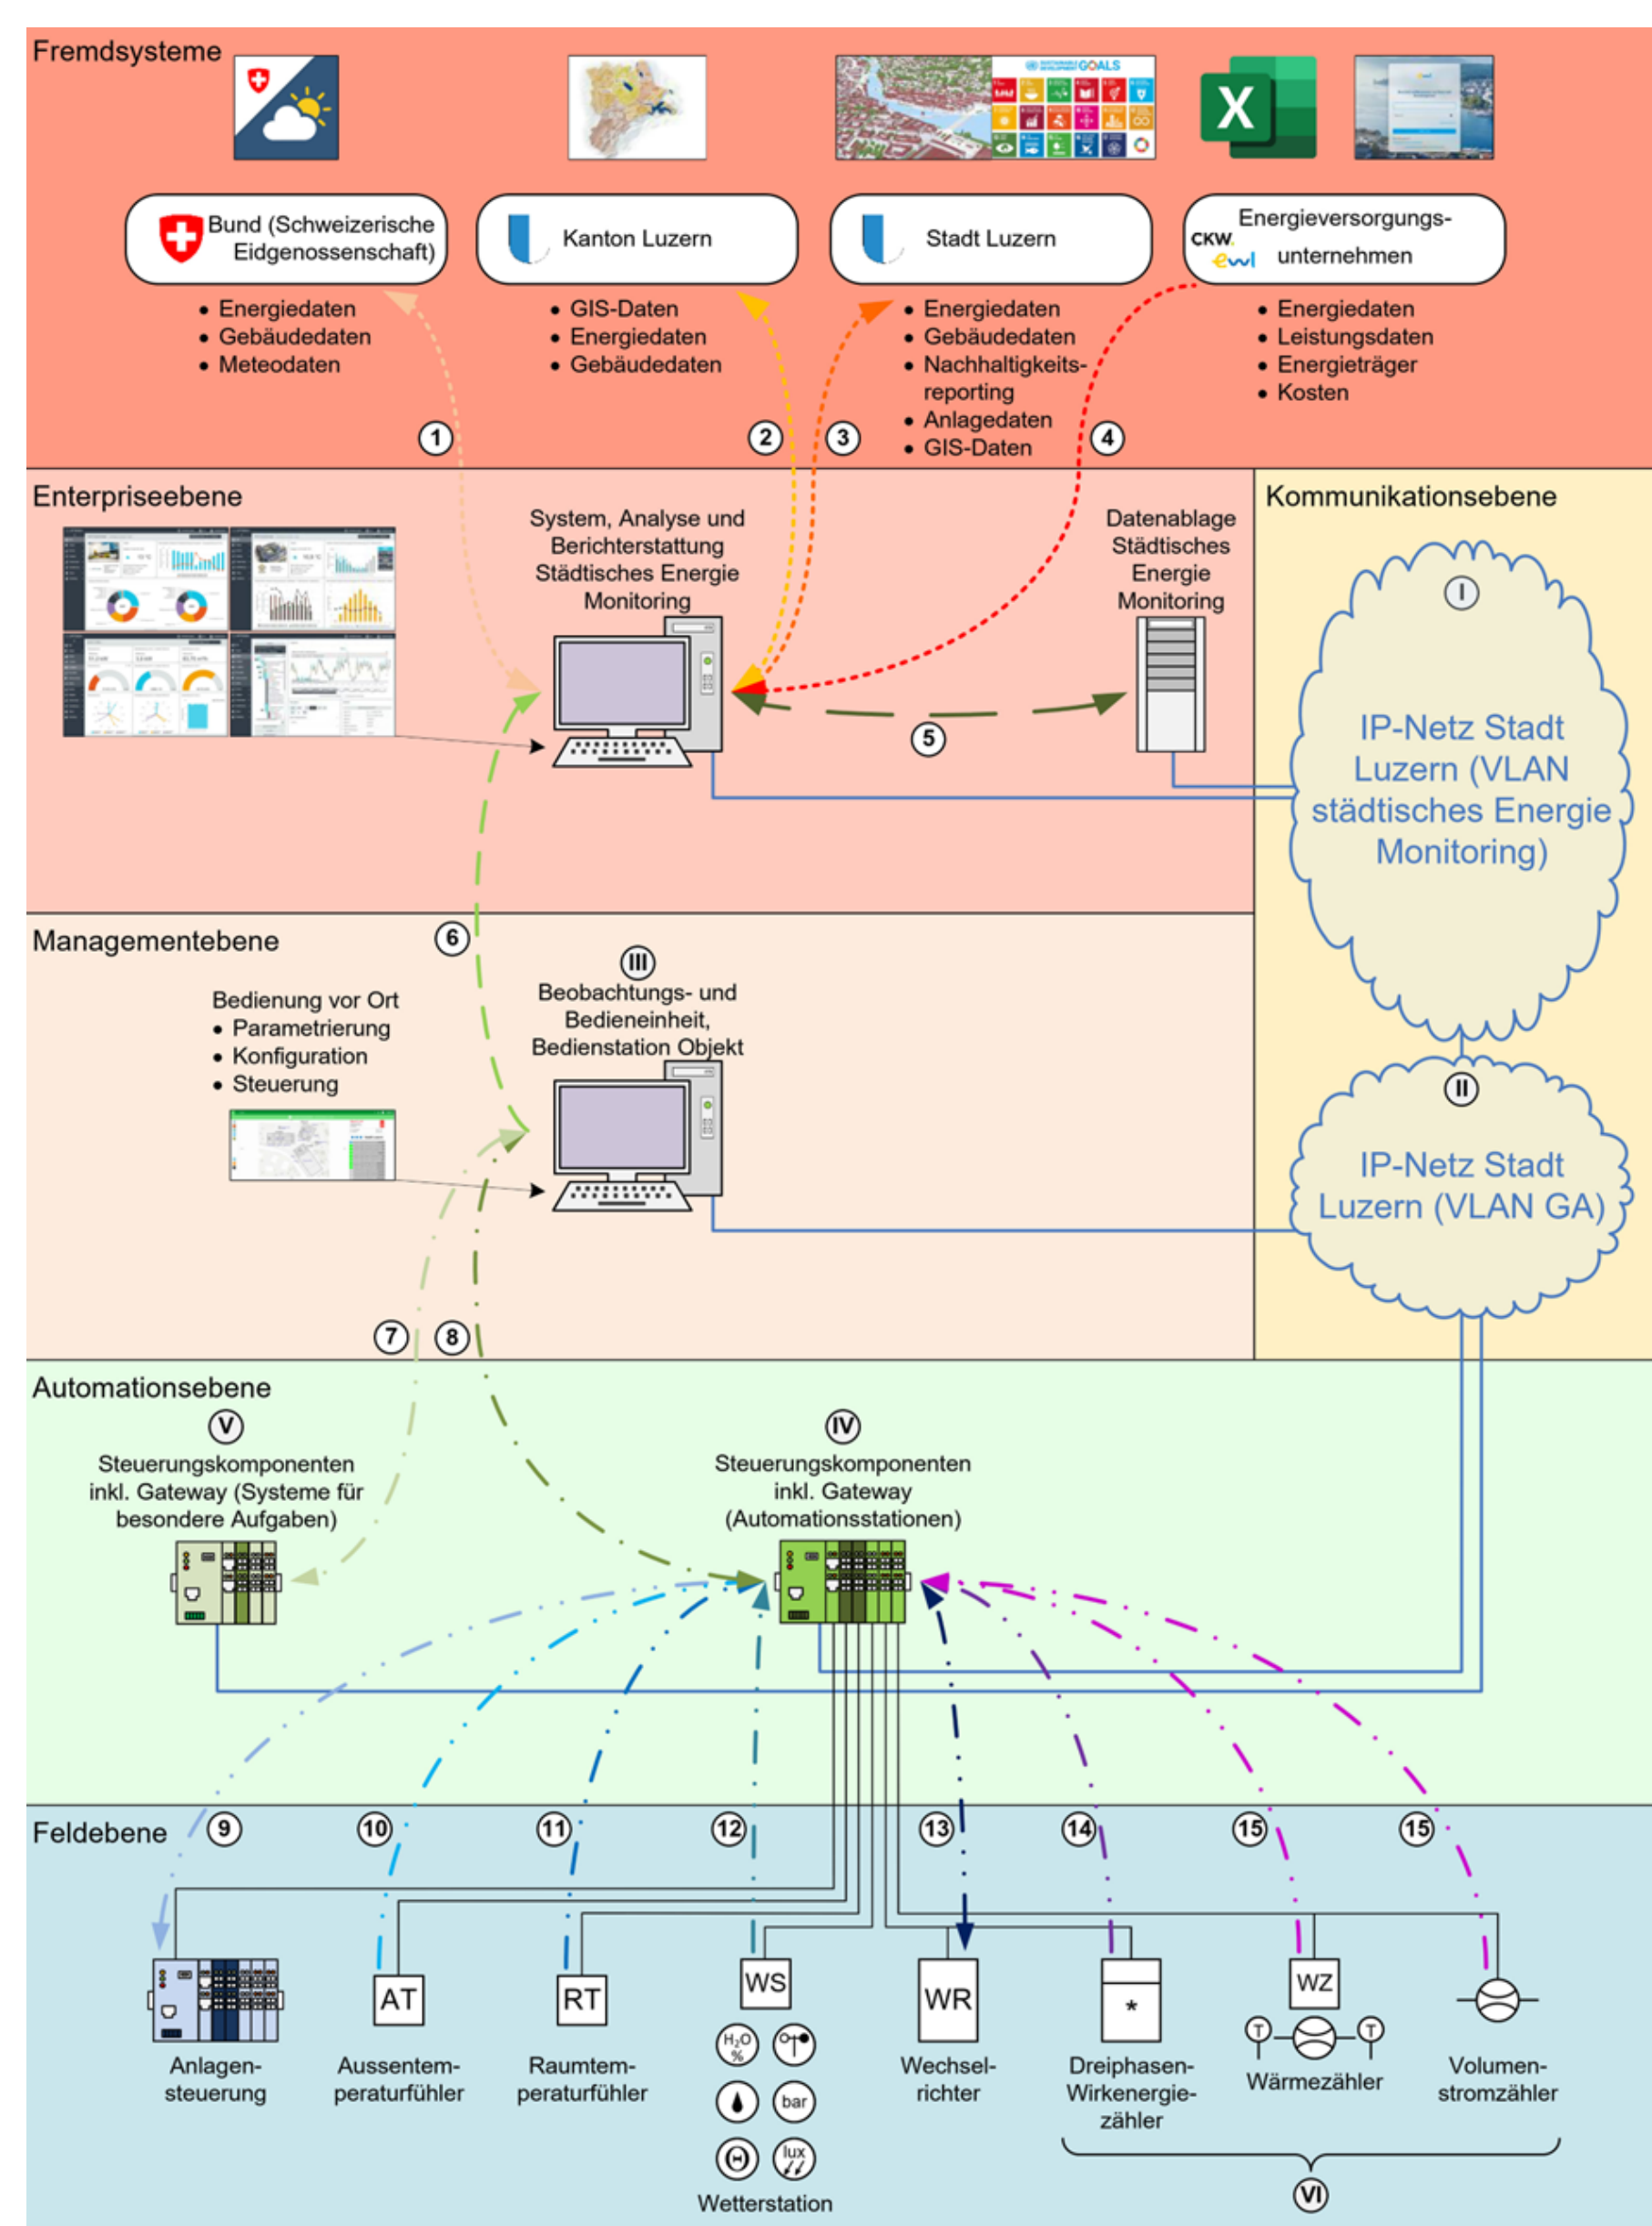 Fremdsysteme
SUSTAINABLE DEVELOPMENT GOALS
X
Bund (Schweizerische
Eidgenossenschaft)
Kanton Luzern
Stadt Luzern
CKW.
ewl
Energieversorgungs-
unternehmen
• Energiedaten
• Gebäudedaten
• Meteodaten
• GIS-Daten
• Energiedaten
• Gebäudedaten
• Energiedaten
• Gebäudedaten
• Nachhaltigkeits-
reporting
• Anlagedaten
• GIS-Daten
• Energiedaten
• Leistungsdaten
• Energieträger
• Kosten
1
2
3
4
Enterpriseebene
System, Analyse und
Berichterstattung
Städtisches Energie
Monitoring
Datenablage
Städtisches
Energie
Monitoring
5
Kommunikationsebene
I
IP-Netz Stadt
Luzern (VLAN
städtisches Energie
Monitoring)
II
IP-Netz Stadt
Luzern (VLAN GA)
Managementebene
6
Bedienung vor Ort
• Parametrierung
• Konfiguration
• Steuerung
III
Beobachtungs- und
Bedieneinheit,
Bedienstation Objekt
7
8
Automationsebene
V
Steuerungskomponenten
inkl. Gateway (Systeme für
besondere Aufgaben)
IV
Steuerungskomponenten
inkl. Gateway
(Automationsstationen)
Feldebene
9
10
11
12
13
14
15
15
Anlagen-
steuerung
AT
Aussentem-
peraturfühler
RT
Raumtem-
peraturfühler
WS
H₂O
%
bar
Θ
lux
Wetterstation
WR
Wechsel-
richter
*
Dreiphasen-
Wirkenergie-
zähler
WZ
T
T
Wärmezähler
Volumen-
stromzähler
VI